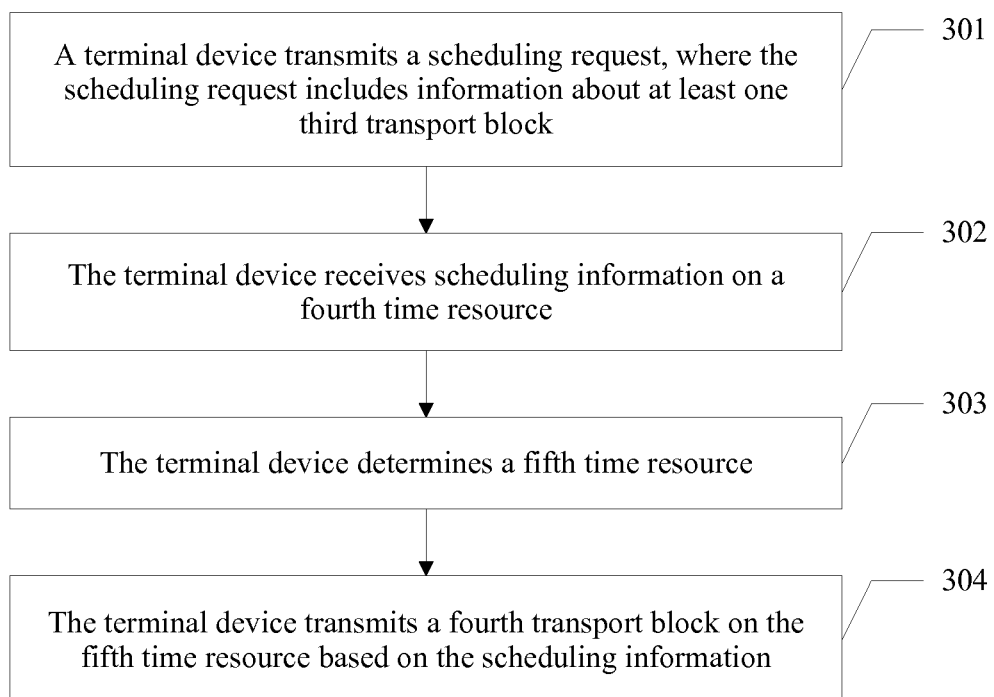 301
A terminal device transmits a scheduling request, where the
scheduling request includes information about at least one
third transport block
302
The terminal device receives scheduling information on a
fourth time resource
303
The terminal device determines a fifth time resource
304
The terminal device transmits a fourth transport block on the
fifth time resource based on the scheduling information